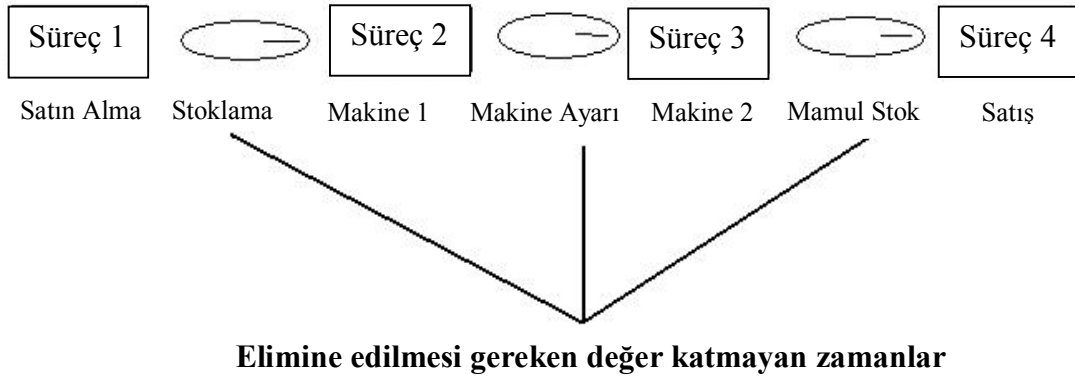 Süreç 1 Süreç 2 Süreç 3 Süreç 4
Satın Alma Stoklama Makine 1 Makine Ayarı Makine 2 Mamul Stok Satış
Elimine edilmesi gereken değer katmayan zamanlar